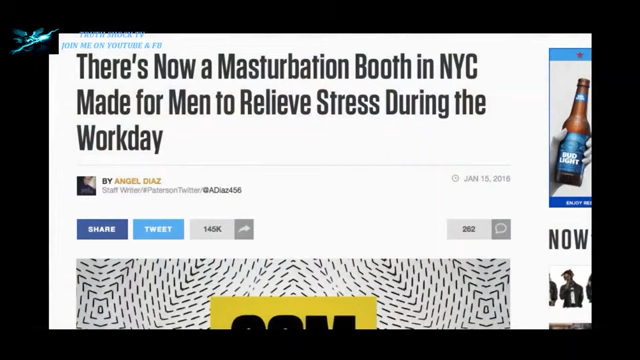 TRUTH SHOCK TV
JOIN ME ON YOUTUBE & FB
There's Now a Masturbation Booth in NYC
Made for Men to Relieve Stress During the
Workday
BY ANGEL DIAZ
Staff Writer/#PatersonTwitter/@ADiaz456
JAN 15, 2016
SHARE
TWEET
145K
262
BUD
LIGHT
NOW